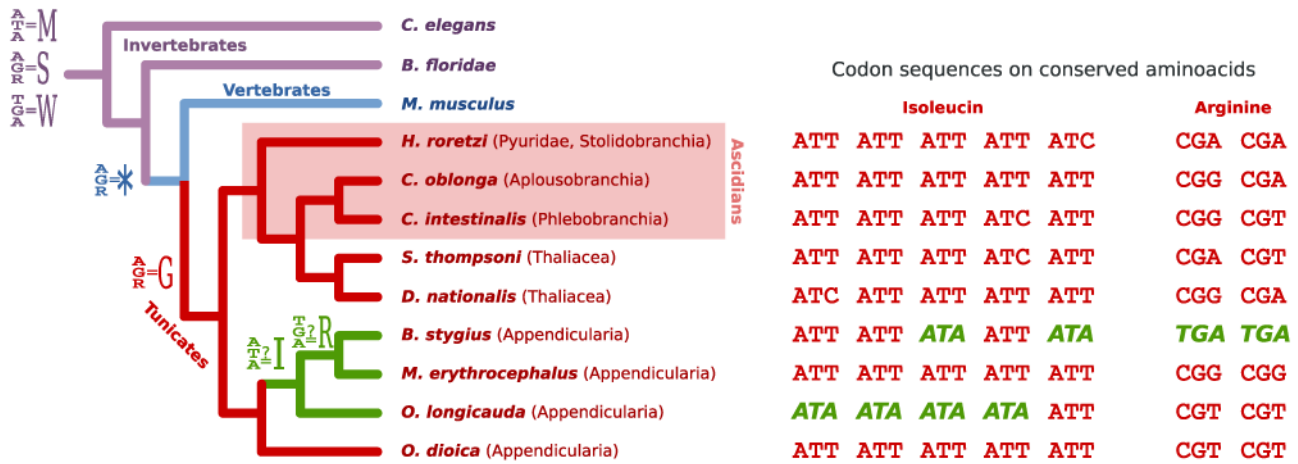 ATA=M
AGR=S
TGA=W
Invertebrates
Vertebrates
AGR=*
AGR=G
Tunicates
ATA?=I
TGA?=R
Ascidians
Codon sequences on conserved aminoacids
Isoleucin Arginine
C. elegans
B. floridae
M. musculus
H. roretzi (Pyuridae, Stolidobranchia) ATT ATT ATT ATT ATC CGA CGA
C. oblonga (Aplousobranchia) ATT ATT ATT ATT ATT CGG CGA
C. intestinalis (Phlebobranchia) ATT ATT ATT ATC ATT CGG CGT
S. thompsoni (Thaliacea) ATT ATT ATT ATC ATT CGA CGT
D. nationalis (Thaliacea) ATC ATT ATT ATT ATT CGG CGA
B. stygius (Appendicularia) ATT ATT ATA ATT ATA TGA TGA
M. erythrocephalus (Appendicularia) ATT ATT ATT ATT ATT CGG CGG
O. longicauda (Appendicularia) ATA ATA ATA ATA ATT CGT CGT
O. dioica (Appendicularia) ATT ATT ATT ATT ATT CGT CGT